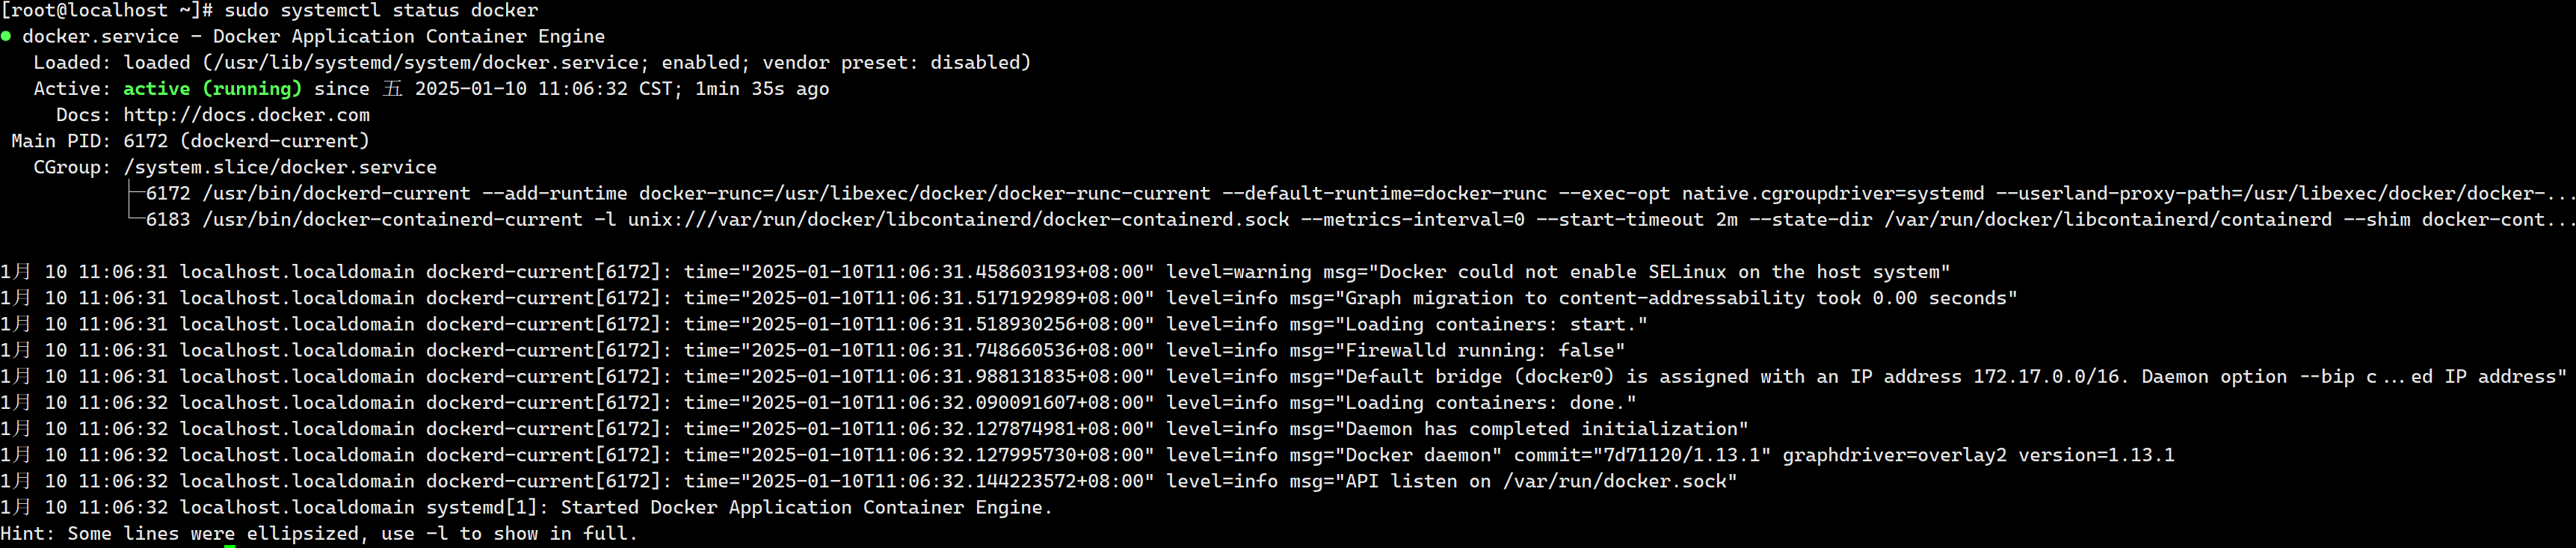 [root@localhost ~]# sudo systemctl status docker
● docker.service - Docker Application Container Engine
   Loaded: loaded (/usr/lib/systemd/system/docker.service; enabled; vendor preset: disabled)
   Active: active (running) since 五 2025-01-10 11:06:32 CST; 1min 35s ago
     Docs: http://docs.docker.com
 Main PID: 6172 (dockerd-current)
   CGroup: /system.slice/docker.service
           ├─6172 /usr/bin/dockerd-current --add-runtime docker-runc=/usr/libexec/docker/docker-runc-current --default-runtime=docker-runc --exec-opt native.cgroupdriver=systemd --userland-proxy-path=/usr/libexec/docker/docker-...
           └─6183 /usr/bin/docker-containerd-current -l unix:///var/run/docker/libcontainerd/docker-containerd.sock --metrics-interval=0 --start-timeout 2m --state-dir /var/run/docker/libcontainerd/containerd --shim docker-cont...

1月 10 11:06:31 localhost.localdomain dockerd-current[6172]: time="2025-01-10T11:06:31.458603193+08:00" level=warning msg="Docker could not enable SELinux on the host system"
1月 10 11:06:31 localhost.localdomain dockerd-current[6172]: time="2025-01-10T11:06:31.517192989+08:00" level=info msg="Graph migration to content-addressability took 0.00 seconds"
1月 10 11:06:31 localhost.localdomain dockerd-current[6172]: time="2025-01-10T11:06:31.518930256+08:00" level=info msg="Loading containers: start."
1月 10 11:06:31 localhost.localdomain dockerd-current[6172]: time="2025-01-10T11:06:31.748660536+08:00" level=info msg="Firewalld running: false"
1月 10 11:06:31 localhost.localdomain dockerd-current[6172]: time="2025-01-10T11:06:31.988131835+08:00" level=info msg="Default bridge (docker0) is assigned with an IP address 172.17.0.0/16. Daemon option --bip c...ed IP address"
1月 10 11:06:32 localhost.localdomain dockerd-current[6172]: time="2025-01-10T11:06:32.090091607+08:00" level=info msg="Loading containers: done."
1月 10 11:06:32 localhost.localdomain dockerd-current[6172]: time="2025-01-10T11:06:32.127874981+08:00" level=info msg="Daemon has completed initialization"
1月 10 11:06:32 localhost.localdomain dockerd-current[6172]: time="2025-01-10T11:06:32.127995730+08:00" level=info msg="Docker daemon" commit="7d71120/1.13.1" graphdriver=overlay2 version=1.13.1
1月 10 11:06:32 localhost.localdomain dockerd-current[6172]: time="2025-01-10T11:06:32.144223572+08:00" level=info msg="API listen on /var/run/docker.sock"
1月 10 11:06:32 localhost.localdomain systemd[1]: Started Docker Application Container Engine.
Hint: Some lines were ellipsized, use -l to show in full.